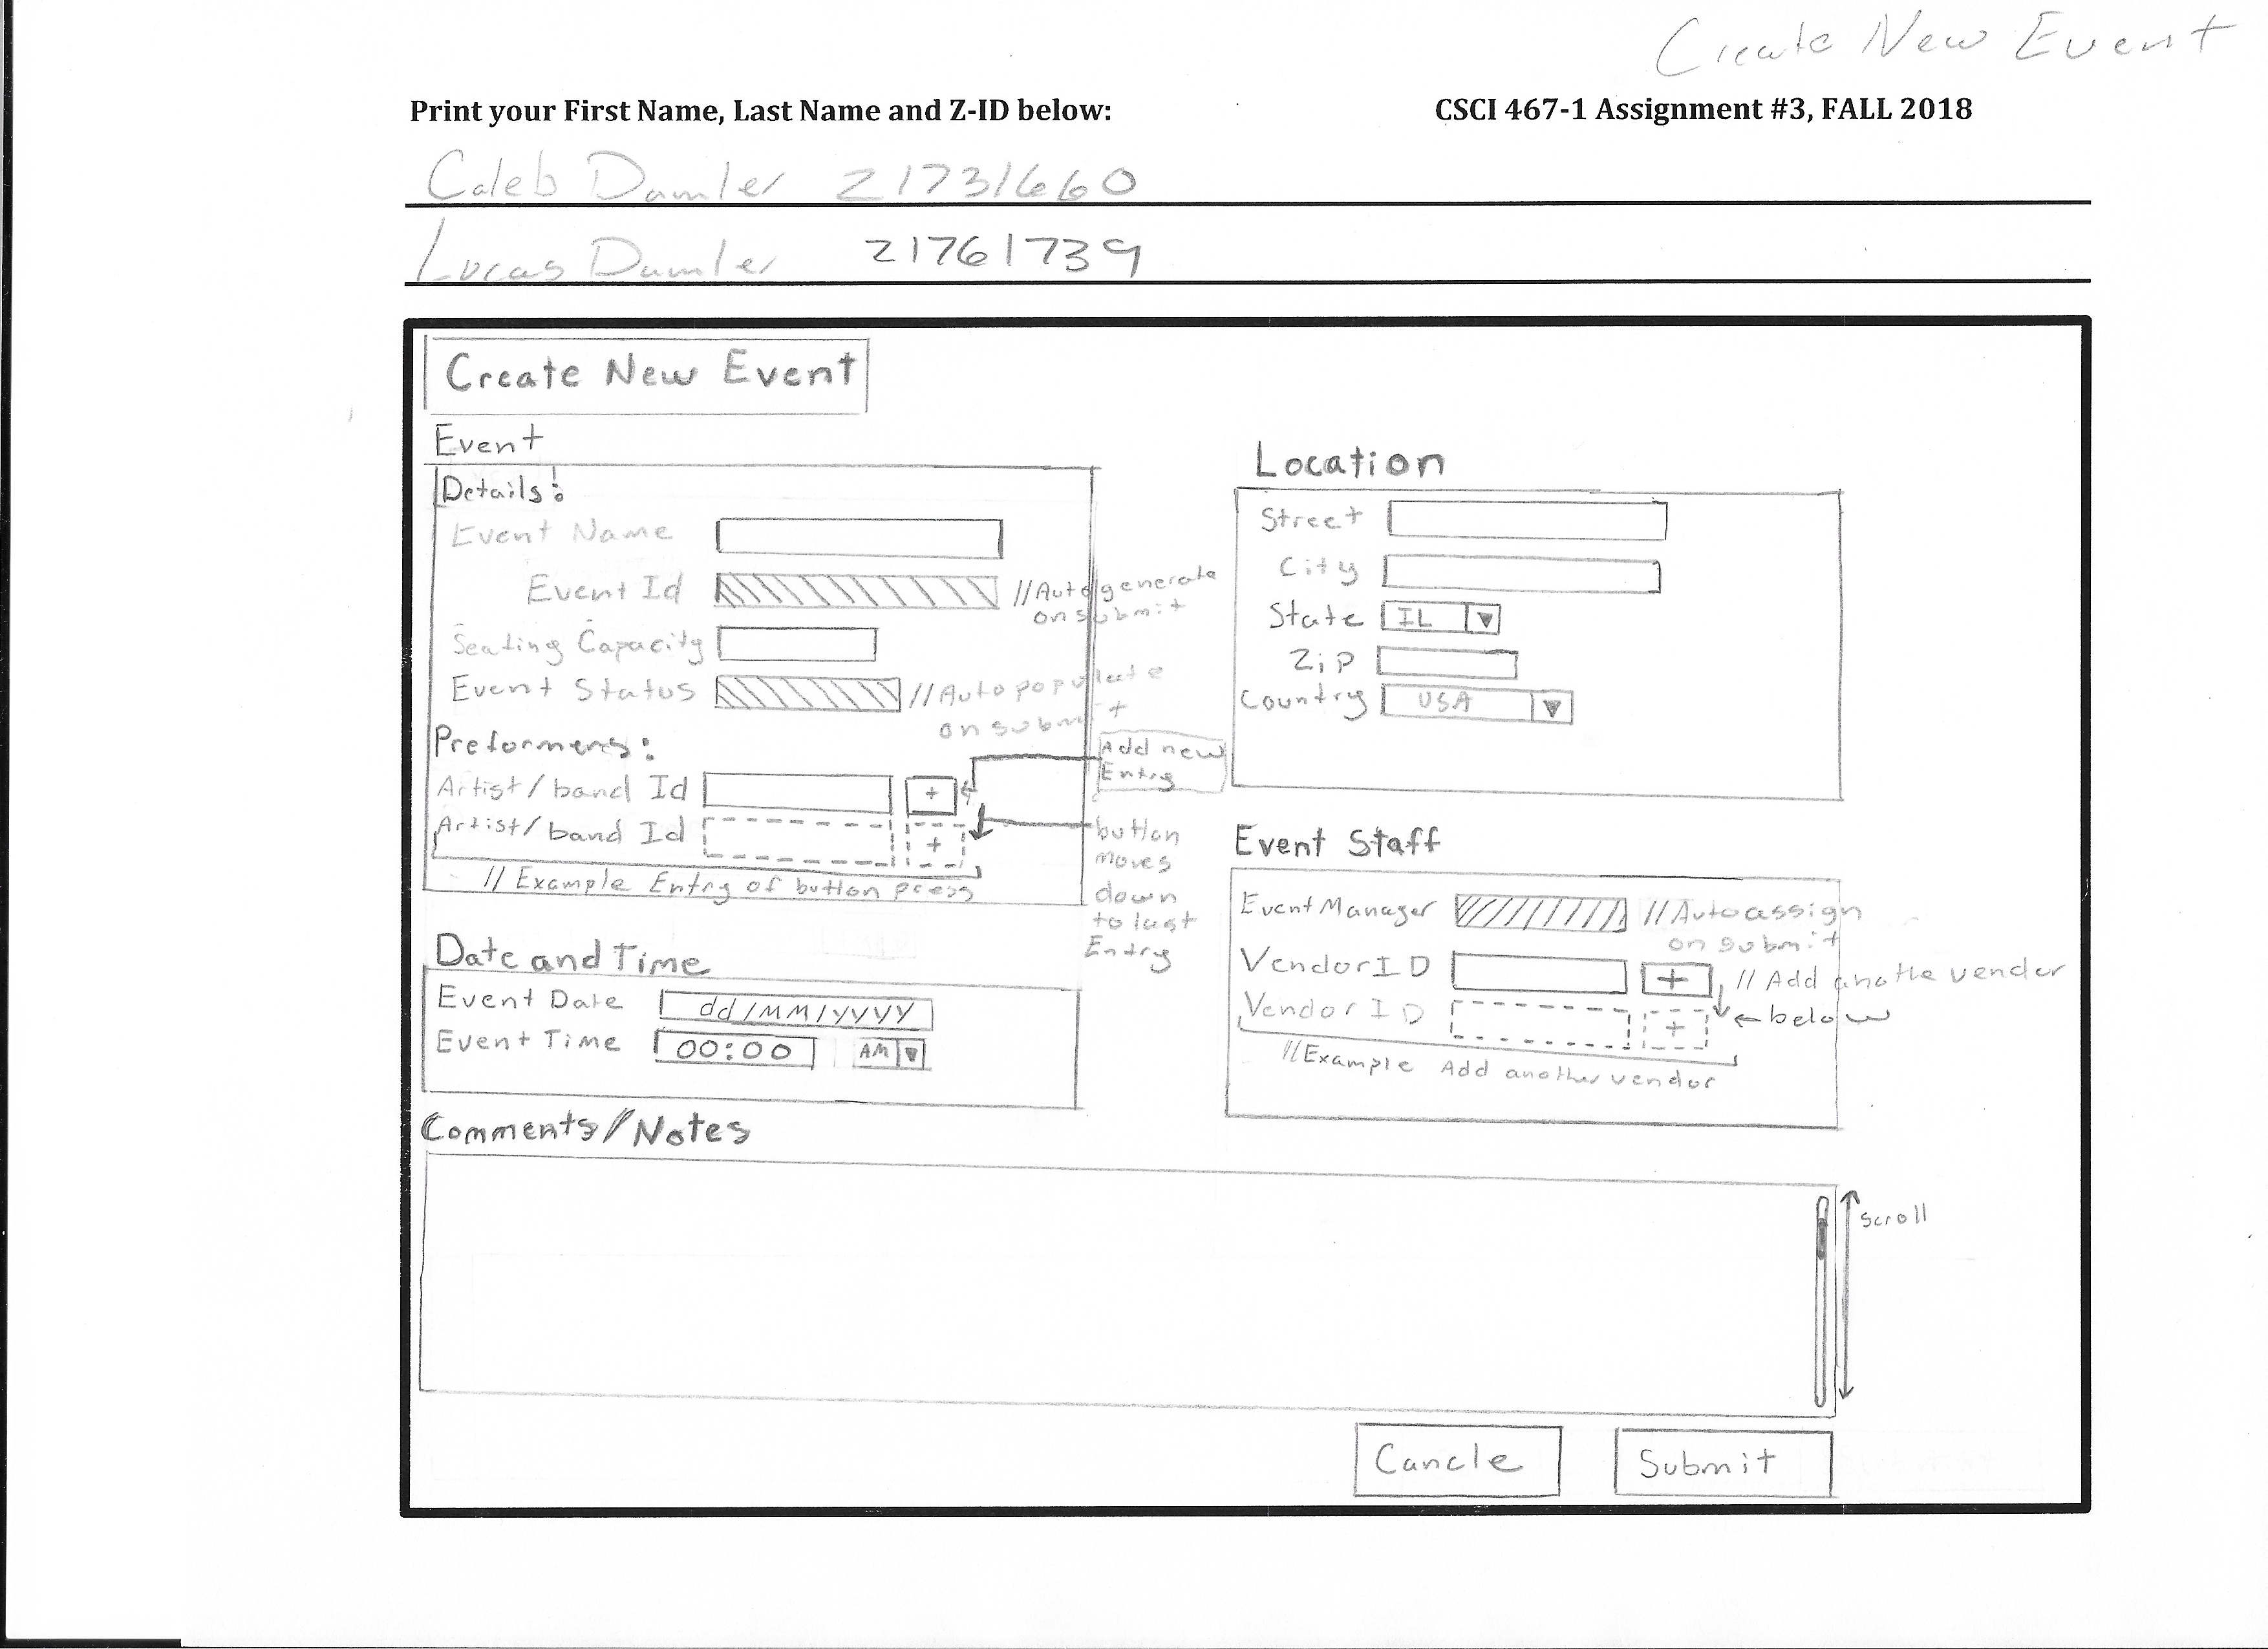 Create New Event
Print your First Name, Last Name and Z-ID below:
CSCI 467-1 Assignment #3, FALL 2018
Caleb Damler Z1731660
Lucas Damler Z1761739
Create New Event
Event
Details:
Event Name
Event Id //Autogenerate
on submit
Seating Capacity
Event Status //Autopopulate
on submit
Preformers:
Artist/band Id +
Add new
Entry
Artist/band Id +
button
moves
down
to last
Entry
// Example Entry of button press
Date and Time
Event Date dd/MM/yyyy
Event Time 00:00 AM
Location
Street
City
State IL
Zip
Country USA
Event Staff
Event Manager //Autoassign
on submit
Vendor ID + // Add anothe vender
Vendor ID + ←below
//Example Add another vendor
Comments/Notes
scroll
Cancle Submit